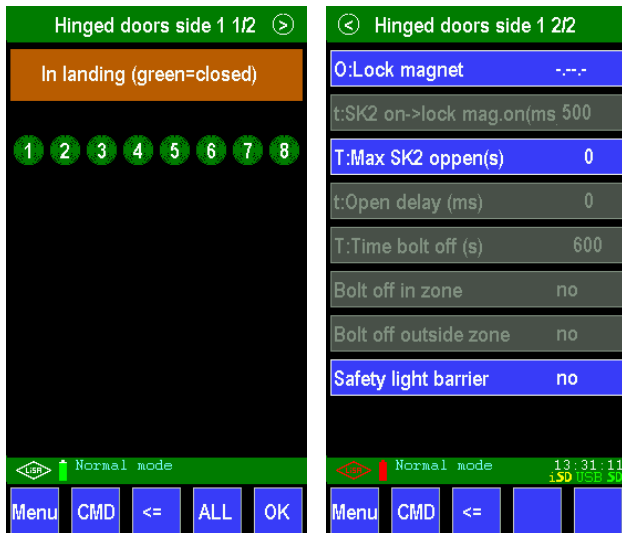 Hinged doors side 1 1/2 >
In landing (green=closed)
1 2 3 4 5 6 7 8
LiSA Normal mode
Menu CMD <= ALL OK
< Hinged doors side 1 2/2
O:Lock magnet -.--.-
t:SK2 on->lock mag.on(ms 500
T:Max SK2 oppen(s) 0
t:Open delay (ms) 0
T:Time bolt off (s) 600
Bolt off in zone no
Bolt off outside zone no
Safety light barrier no
LiSA Normal mode 13:31:11
iSD USB SD
Menu CMD <=